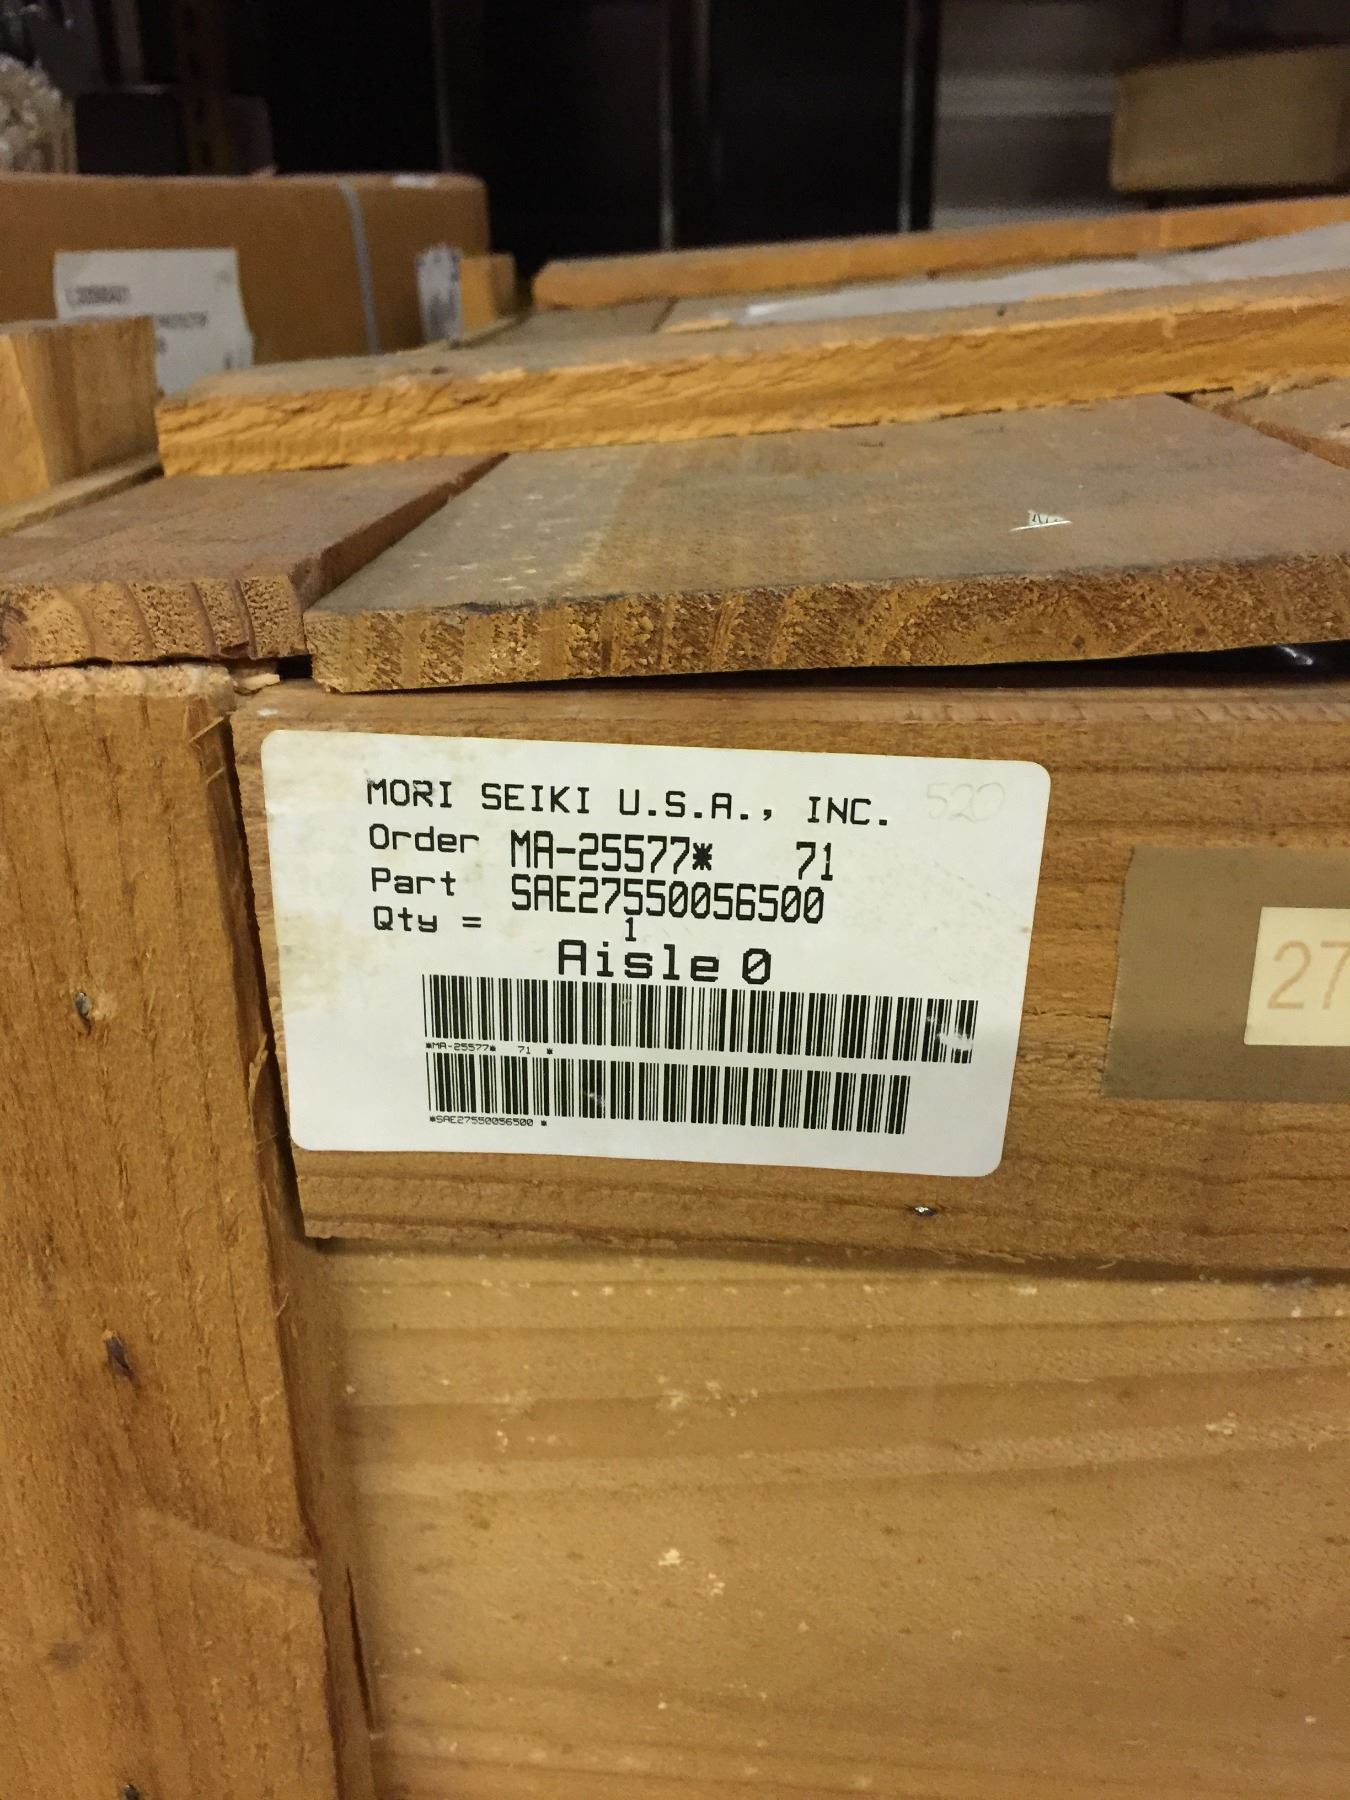 MORI SEIKI U.S.A., INC.
520
Order MA-25577* 71
Part SAE27550056500
Qty = 1
Aisle 0
*MA-25577* 71 *
*SAE27550056500 *
27